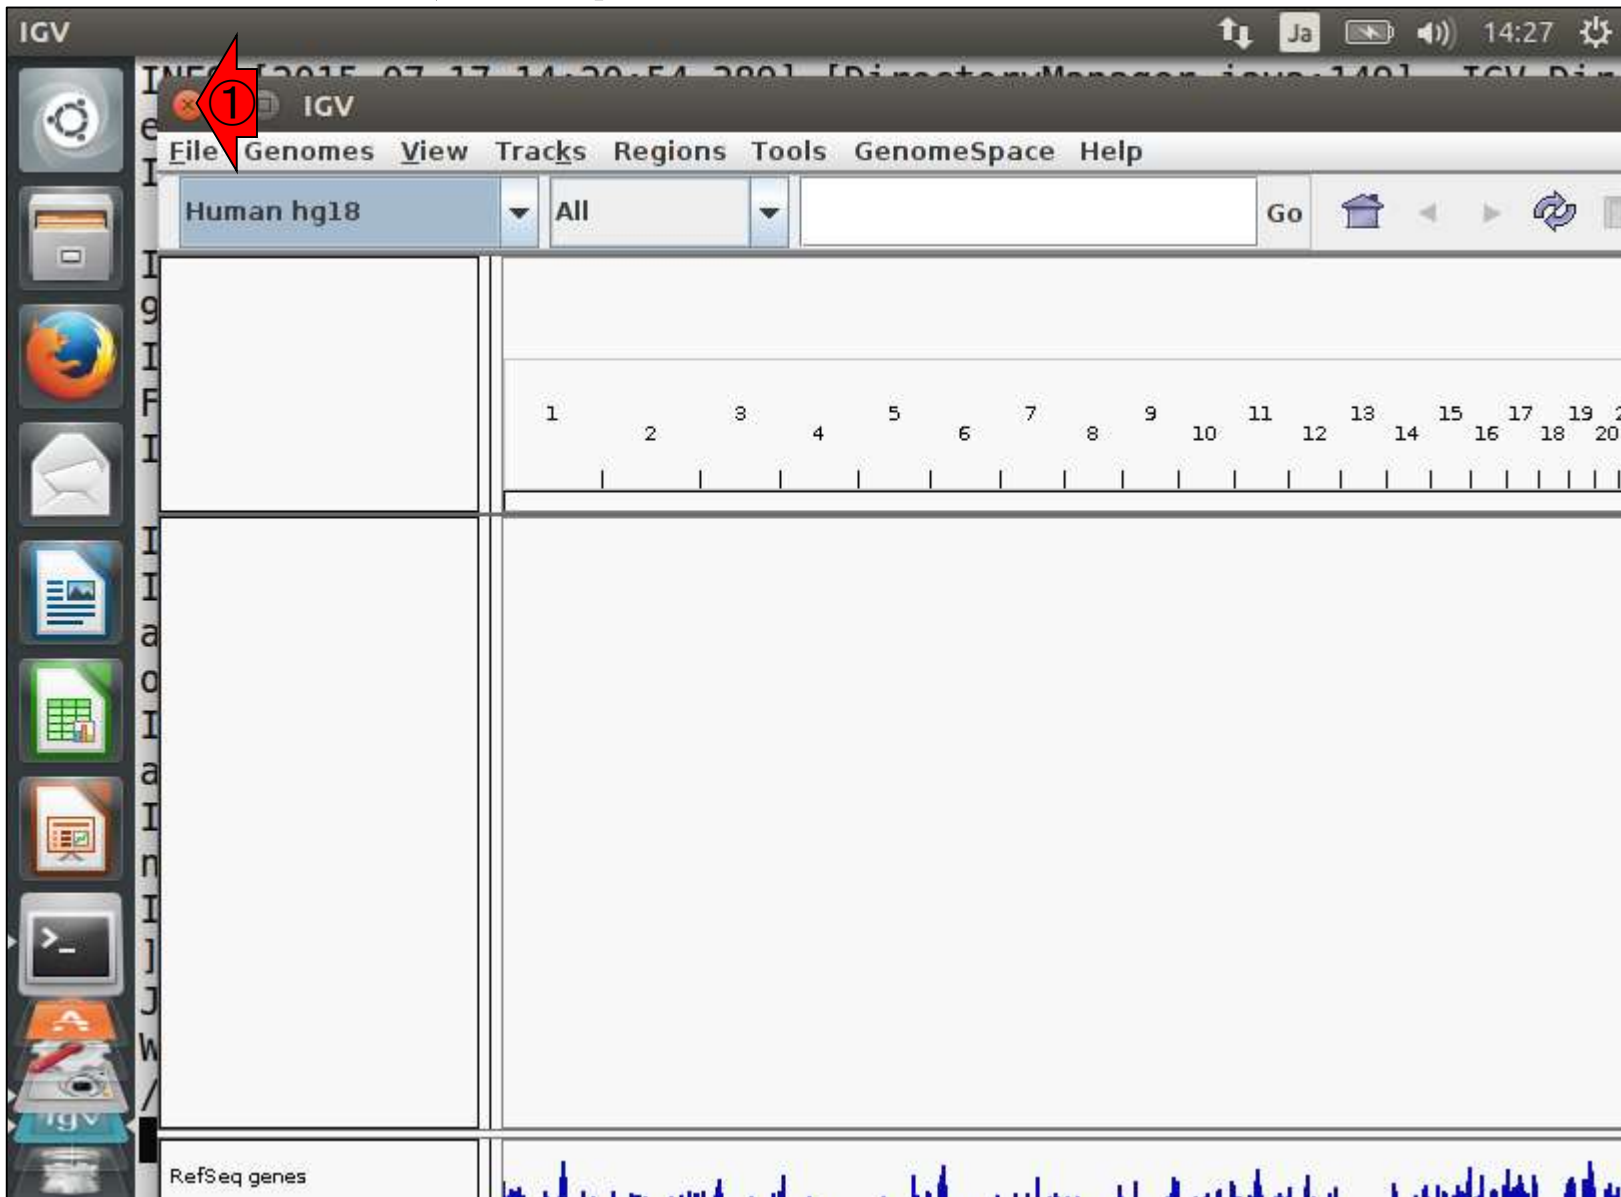 IGV
Ja
14:27
①
IGV
File Genomes View Tracks Regions Tools GenomeSpace Help
Human hg18
All
Go
1 3 5 7 9 11 13 15 17 19
2 4 6 8 10 12 14 16 18 20
igv
RefSeq genes